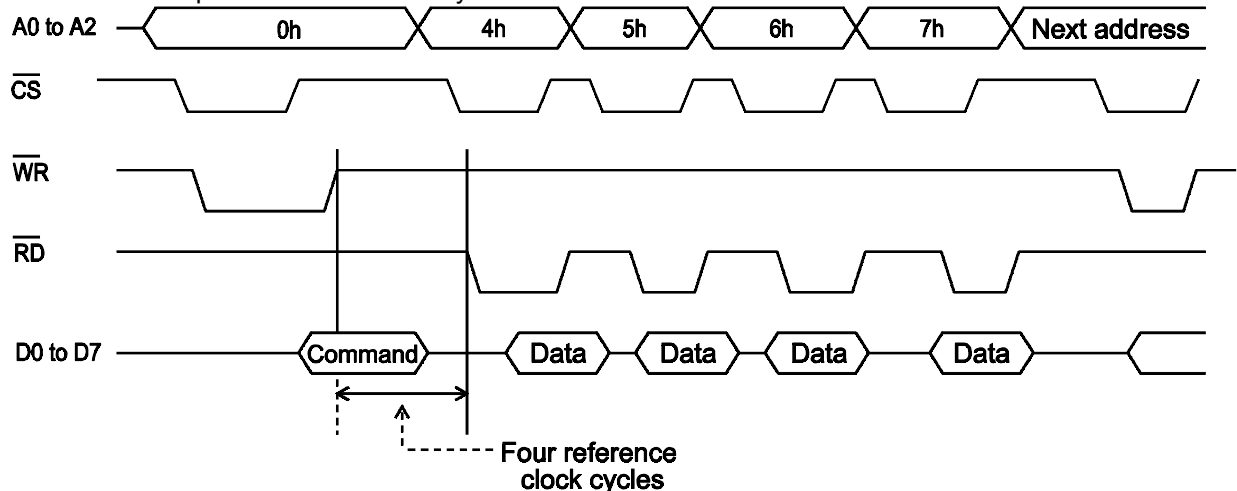 A0 to A2 0h 4h 5h 6h 7h Next address
CS
WR
RD
D0 to D7 Command Data Data Data Data
Four reference
clock cycles